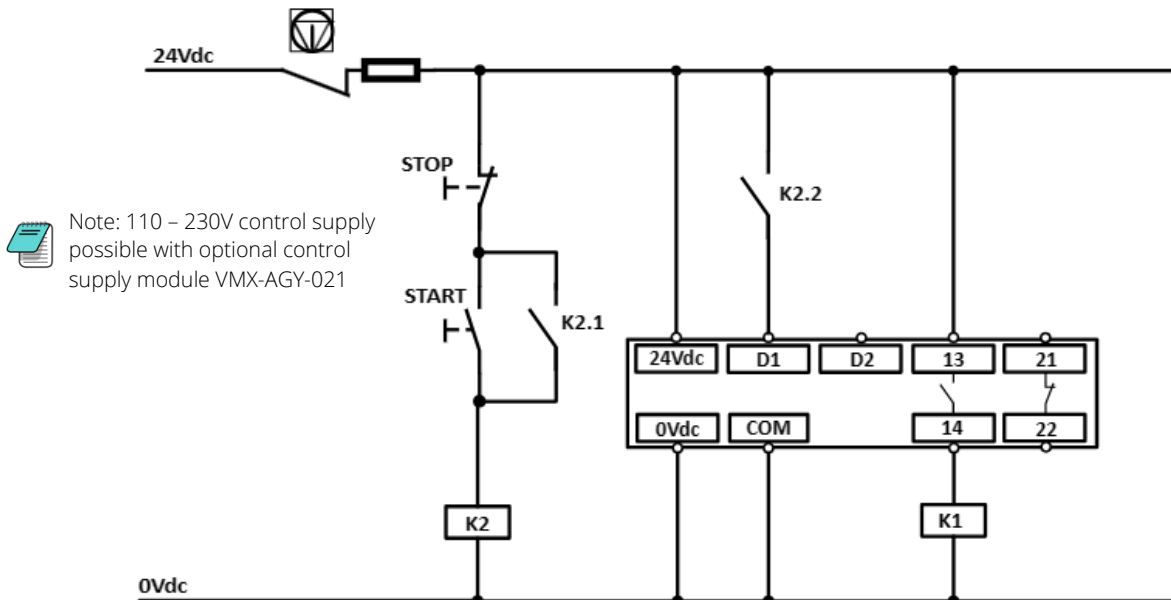 24Vdc
STOP
K2.2
Note: 110 – 230V control supply
possible with optional control
supply module VMX-AGY-021
START
K2.1
24Vdc D1 D2 13 21
0Vdc COM 14 22
K2
K1
0Vdc